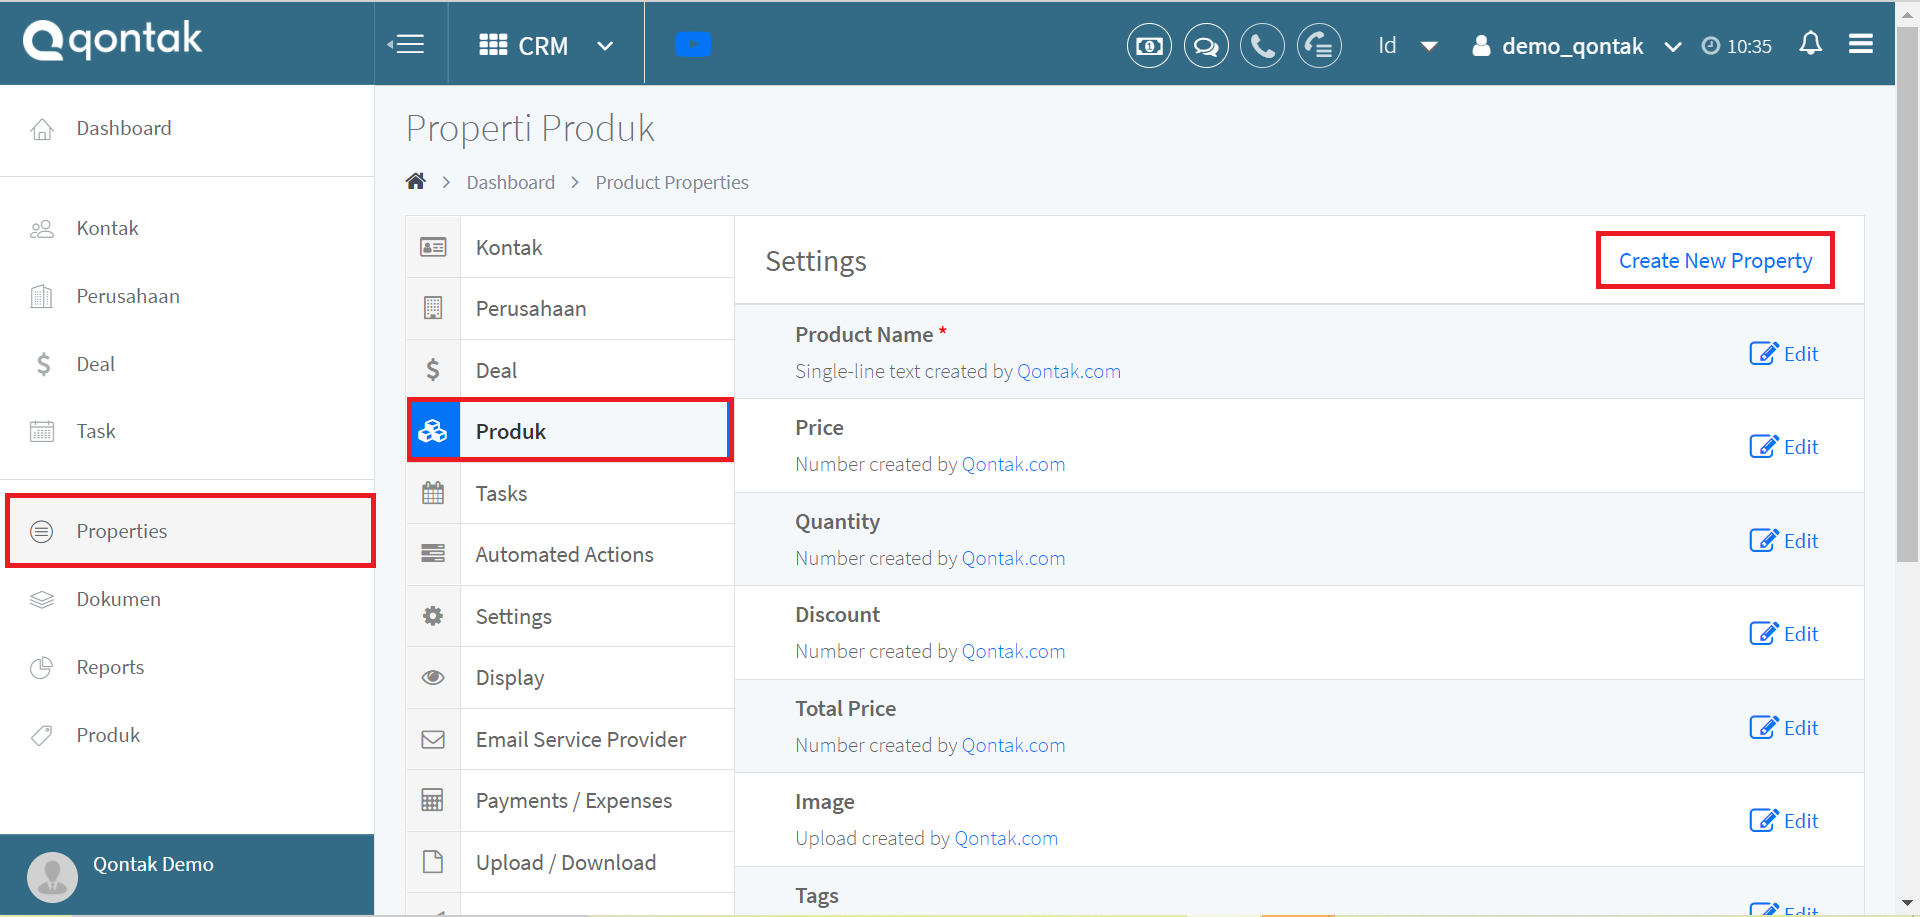 qontak
CRM
Id
demo_qontak
10:35
Dashboard
Kontak
Perusahaan
Deal
Task
Properties
Dokumen
Reports
Produk
Qontak Demo
Properti Produk
Dashboard
Product Properties
Kontak
Perusahaan
Deal
Produk
Tasks
Automated Actions
Settings
Display
Email Service Provider
Payments / Expenses
Upload / Download
Settings
Create New Property
Product Name *
Single-line text created by Qontak.com
Edit
Price
Number created by Qontak.com
Edit
Quantity
Number created by Qontak.com
Edit
Discount
Number created by Qontak.com
Edit
Total Price
Number created by Qontak.com
Edit
Image
Upload created by Qontak.com
Edit
Tags
Edit